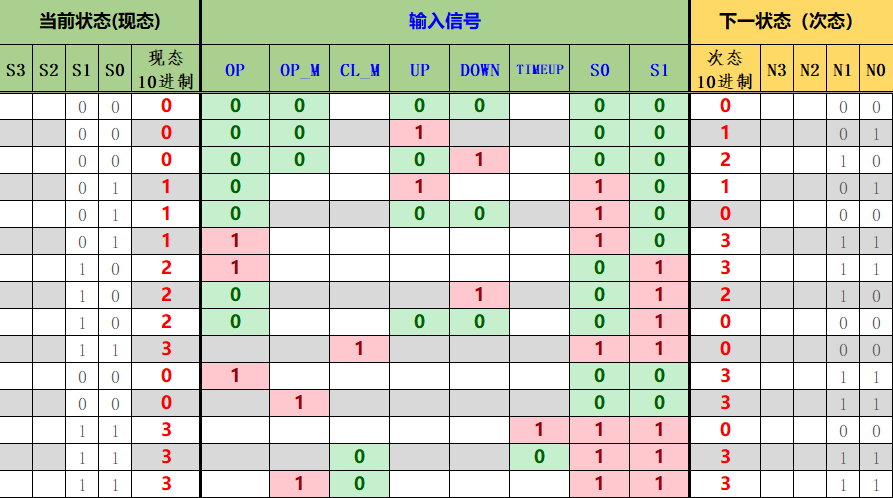 当前状态(现态) 输入信号 下一状态（次态）
S3 S2 S1 S0 现态10进制 OP OP_M CL_M UP DOWN TIMEUP S0 S1 次态10进制 N3 N2 N1 N0
0 0 0 0 0 0 0 0 0 0 0 0
0 0 0 0 0 1 0 0 1 0 1
0 0 0 0 0 0 1 0 0 2 1 0
0 1 1 0 1 1 0 1 0 1
0 1 1 0 0 0 1 0 0 0 0
0 1 1 1 1 0 3 1 1
1 0 2 1 0 1 3 1 1
1 0 2 0 1 0 1 2 1 0
1 0 2 0 0 0 0 1 0 0 0
1 1 3 1 1 1 0 0 0
0 0 0 1 0 0 3 1 1
0 0 0 1 0 0 3 1 1
1 1 3 1 1 1 0 0 0
1 1 3 0 0 1 1 3 1 1
1 1 3 1 0 1 1 3 1 1